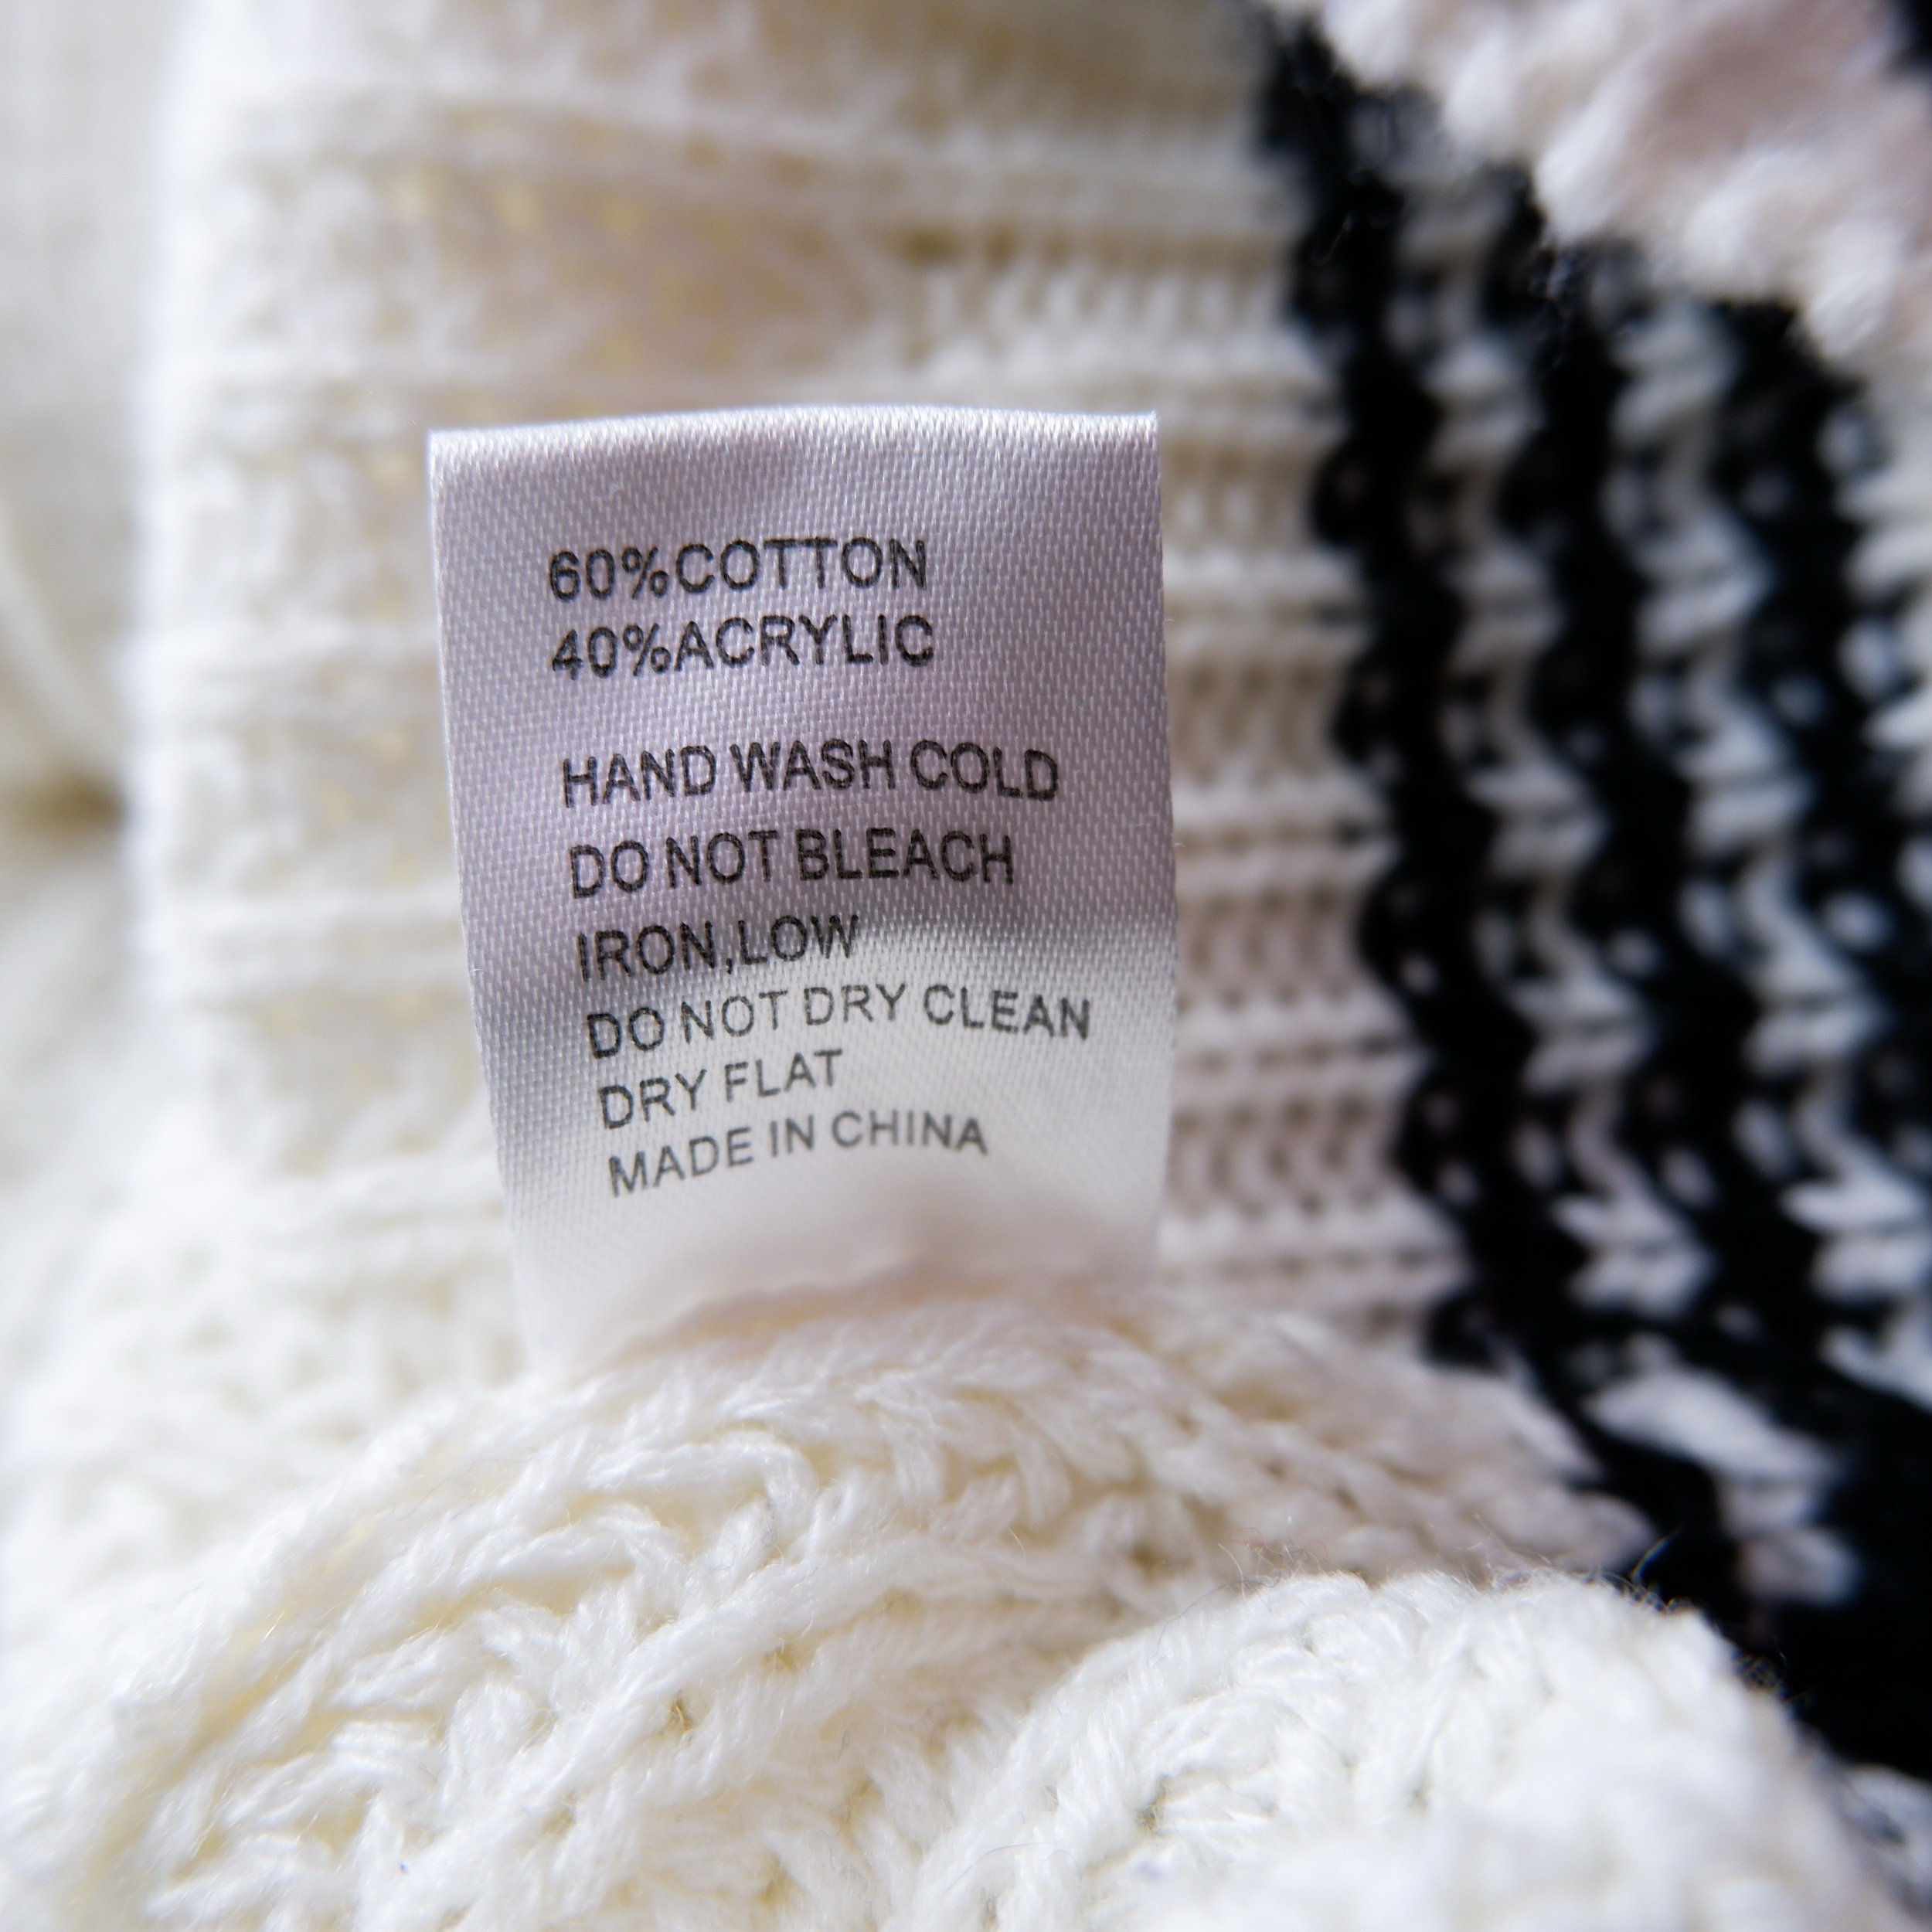 60%COTTON
40%ACRYLIC
HAND WASH COLD
DO NOT BLEACH
IRON,LOW
DO NOT DRY CLEAN
DRY FLAT
MADE IN CHINA